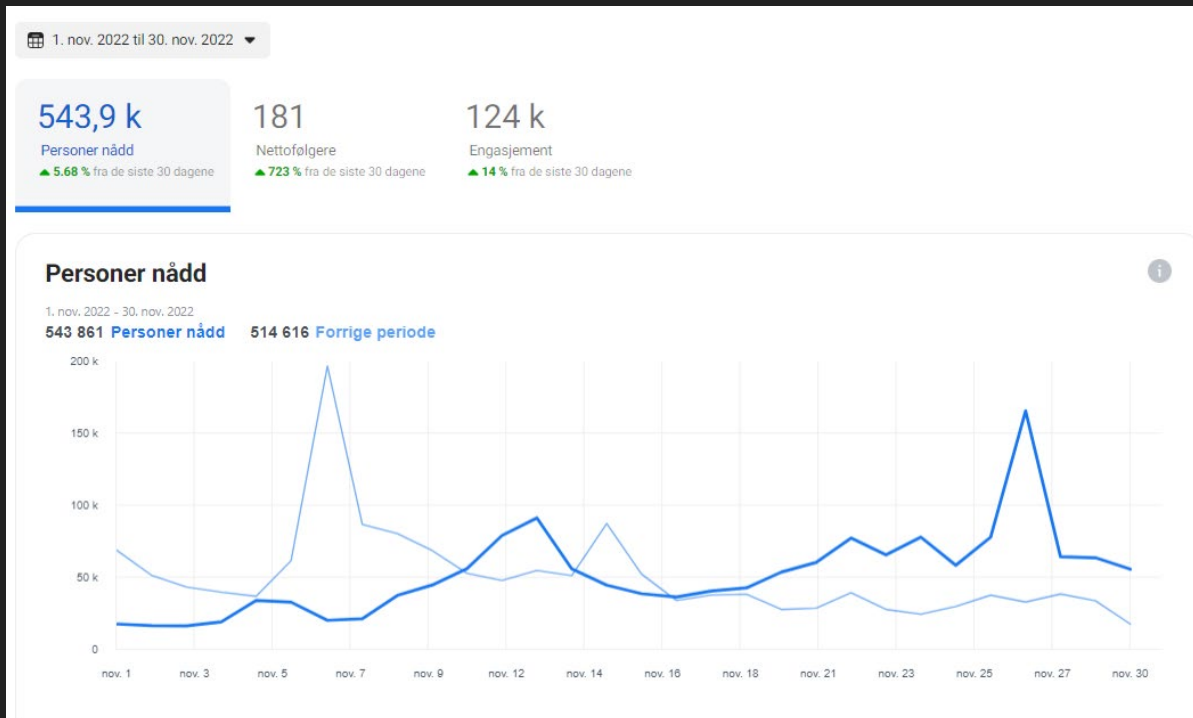 1. nov. 2022 til 30. nov. 2022
543,9 k
Personer nådd
5.68 % fra de siste 30 dagene
181
Nettofølgere
723 % fra de siste 30 dagene
124 k
Engasjement
14 % fra de siste 30 dagene
Personer nådd
i
1. nov. 2022 - 30. nov. 2022
543 861 Personer nådd 514 616 Forrige periode
200 k
150 k
100 k
50 k
0
nov. 1 nov. 3 nov. 5 nov. 7 nov. 9 nov. 12 nov. 14 nov. 16 nov. 18 nov. 21 nov. 23 nov. 25 nov. 27 nov. 30